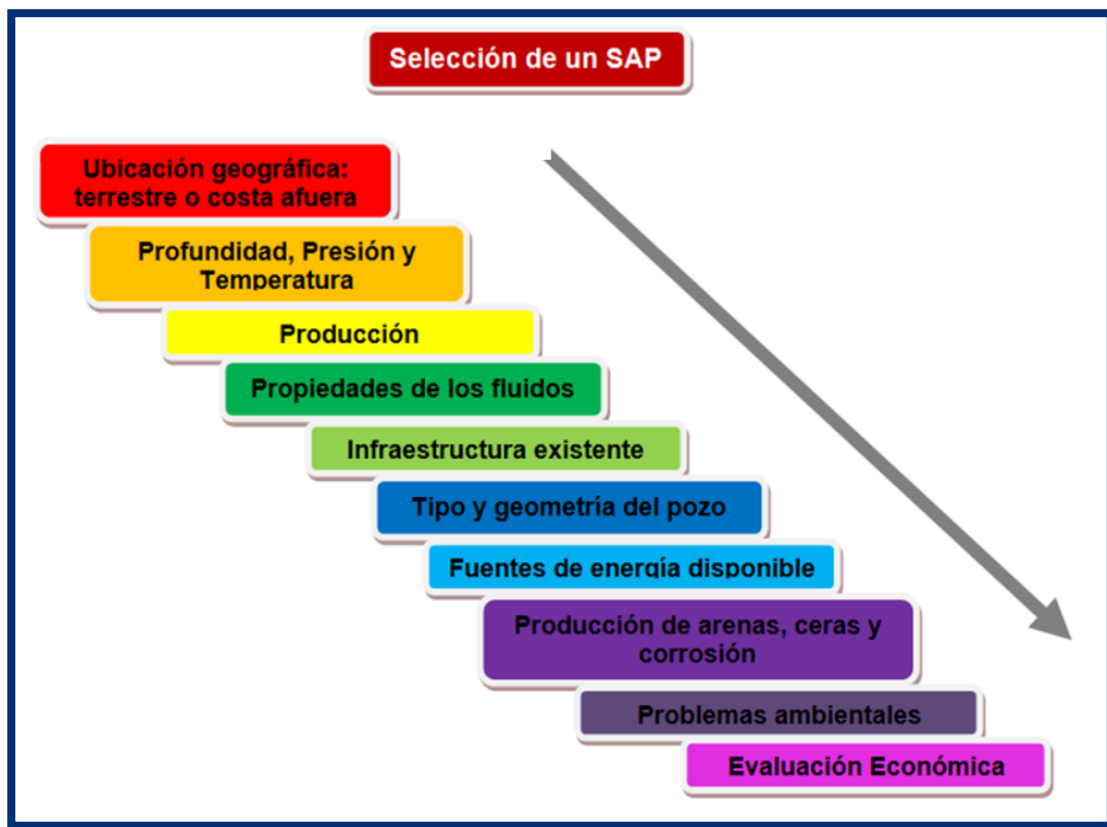 Selección de un SAP
Ubicación geográfica:
terrestre o costa afuera
Profundidad, Presión y
Temperatura
Producción
Propiedades de los fluidos
Infraestructura existente
Tipo y geometría del pozo
Fuentes de energía disponible
Producción de arenas, ceras y
corrosión
Problemas ambientales
Evaluación Económica